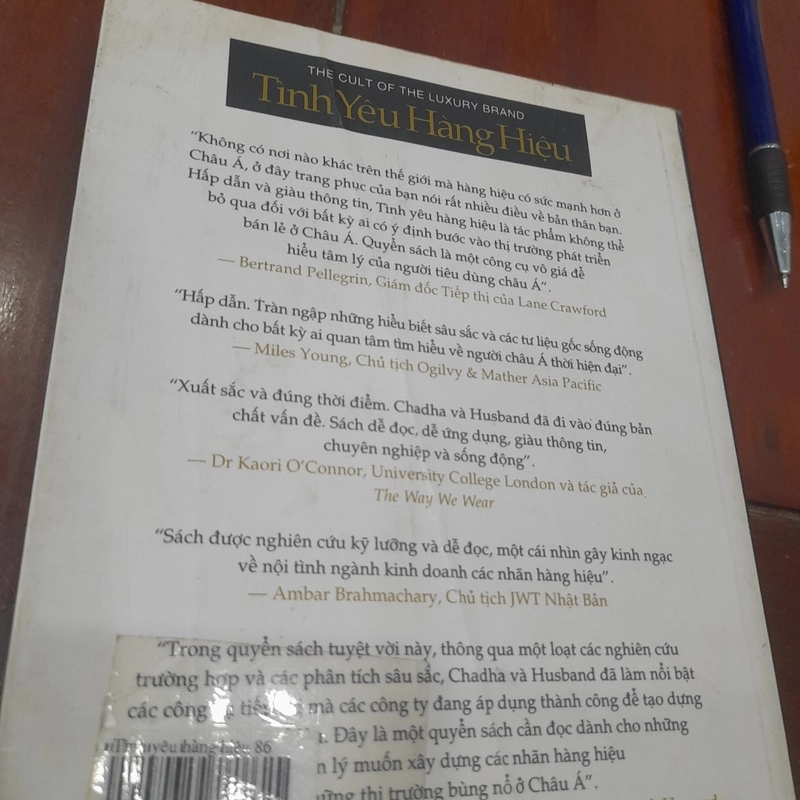 THE CULT OF THE LUXURY BRAND
Tình Yêu Hàng Hiệu
“Không có nơi nào khác trên thế giới mà hàng hiệu có sức mạnh hơn ở
Châu Á, ở đây trang phục của bạn nói rất nhiều điều về bản thân bạn.
Hấp dẫn và giàu thông tin, Tình yêu hàng hiệu là tác phẩm không thể
bỏ qua đối với bất kỳ ai có ý định bước vào thị trường phát triển
bán lẻ ở Châu Á. Quyển sách là một công cụ vô giá để
hiểu tâm lý của người tiêu dùng châu Á”.
— Bertrand Pellegrin, Giám đốc Tiếp thị của Lane Crawford
“Hấp dẫn. Tràn ngập những hiểu biết sâu sắc và các tư liệu gốc sống động
dành cho bất kỳ ai quan tâm tìm hiểu về người châu Á thời hiện đại”.
— Miles Young, Chủ tịch Ogilvy & Mather Asia Pacific
“Xuất sắc và đúng thời điểm. Chadha và Husband đã đi vào đúng bản
chất vấn đề. Sách dễ đọc, dễ ứng dụng, giàu thông tin,
chuyên nghiệp và sống động”.
— Dr Kaori O’Connor, University College London và tác giả của
The Way We Wear
“Sách được nghiên cứu kỹ lưỡng và dễ đọc, một cái nhìn gây kinh ngạc
về nội tình ngành kinh doanh các nhãn hàng hiệu”.
— Ambar Brahmachary, Chủ tịch JWT Nhật Bản
“Trong quyển sách tuyệt vời này, thông qua một loạt các nghiên cứu
trường hợp và các phân tích sâu sắc, Chadha và Husband đã làm nổi bật
các công mà các công ty đang áp dụng thành công để tạo dựng
Đây là một quyển sách cần đọc dành cho những
n lý muốn xây dựng các nhãn hàng hiệu
yêu hàng hiệu 86
thị trường bùng nổ ở Châu Á”.